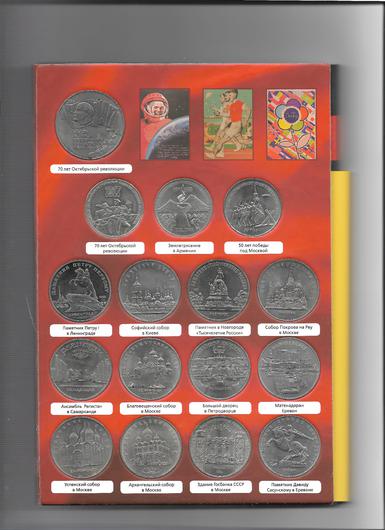 70 лет Октябрьской революции
70 лет Октябрьской
революции
Землетрясение
в Армении
50 лет победы
под Москвой
Памятник Петру I
в Ленинграде
Софийский собор
в Киеве
Памятник в Новгороде
«Тысячелетие России»
Собор Покрова на Рву
в Москве
Ансамбль Регистан
в Самарканде
Благовещенский собор
в Москве
Большой дворец
в Петродворце
Матенадаран
Ереван
Успенский собор
в Москве
Архангельский собор
в Москве
Здание Госбанка СССР
в Москве
Памятник Давиду
Сасунскому в Ереване